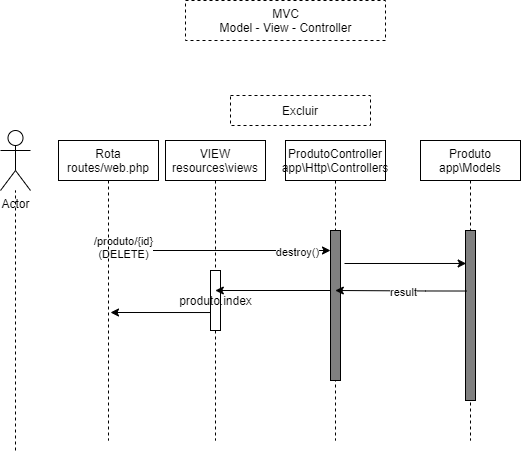 MVC
Model - View - Controller
Excluir
Rota
routes/web.php
VIEW
resources\views
ProdutoController
app\Http\Controllers
Produto
app\Models
Actor
/produto/{id}
(DELETE)
destroy()
result
produto.index